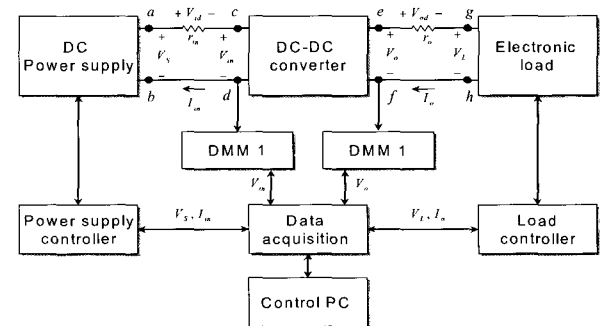 a + V_id − c e + V_od − g
DC Power supply
+ V_S −
r_in
+ V_in −
DC-DC converter
+ V_o −
r_o
+ V_L −
Electronic load
b I_in d f I_o h
DMM 1
DMM 1
V_in
V_o
Power supply controller
V_S, I_in
Data acquisition
V_L, I_o
Load controller
Control PC